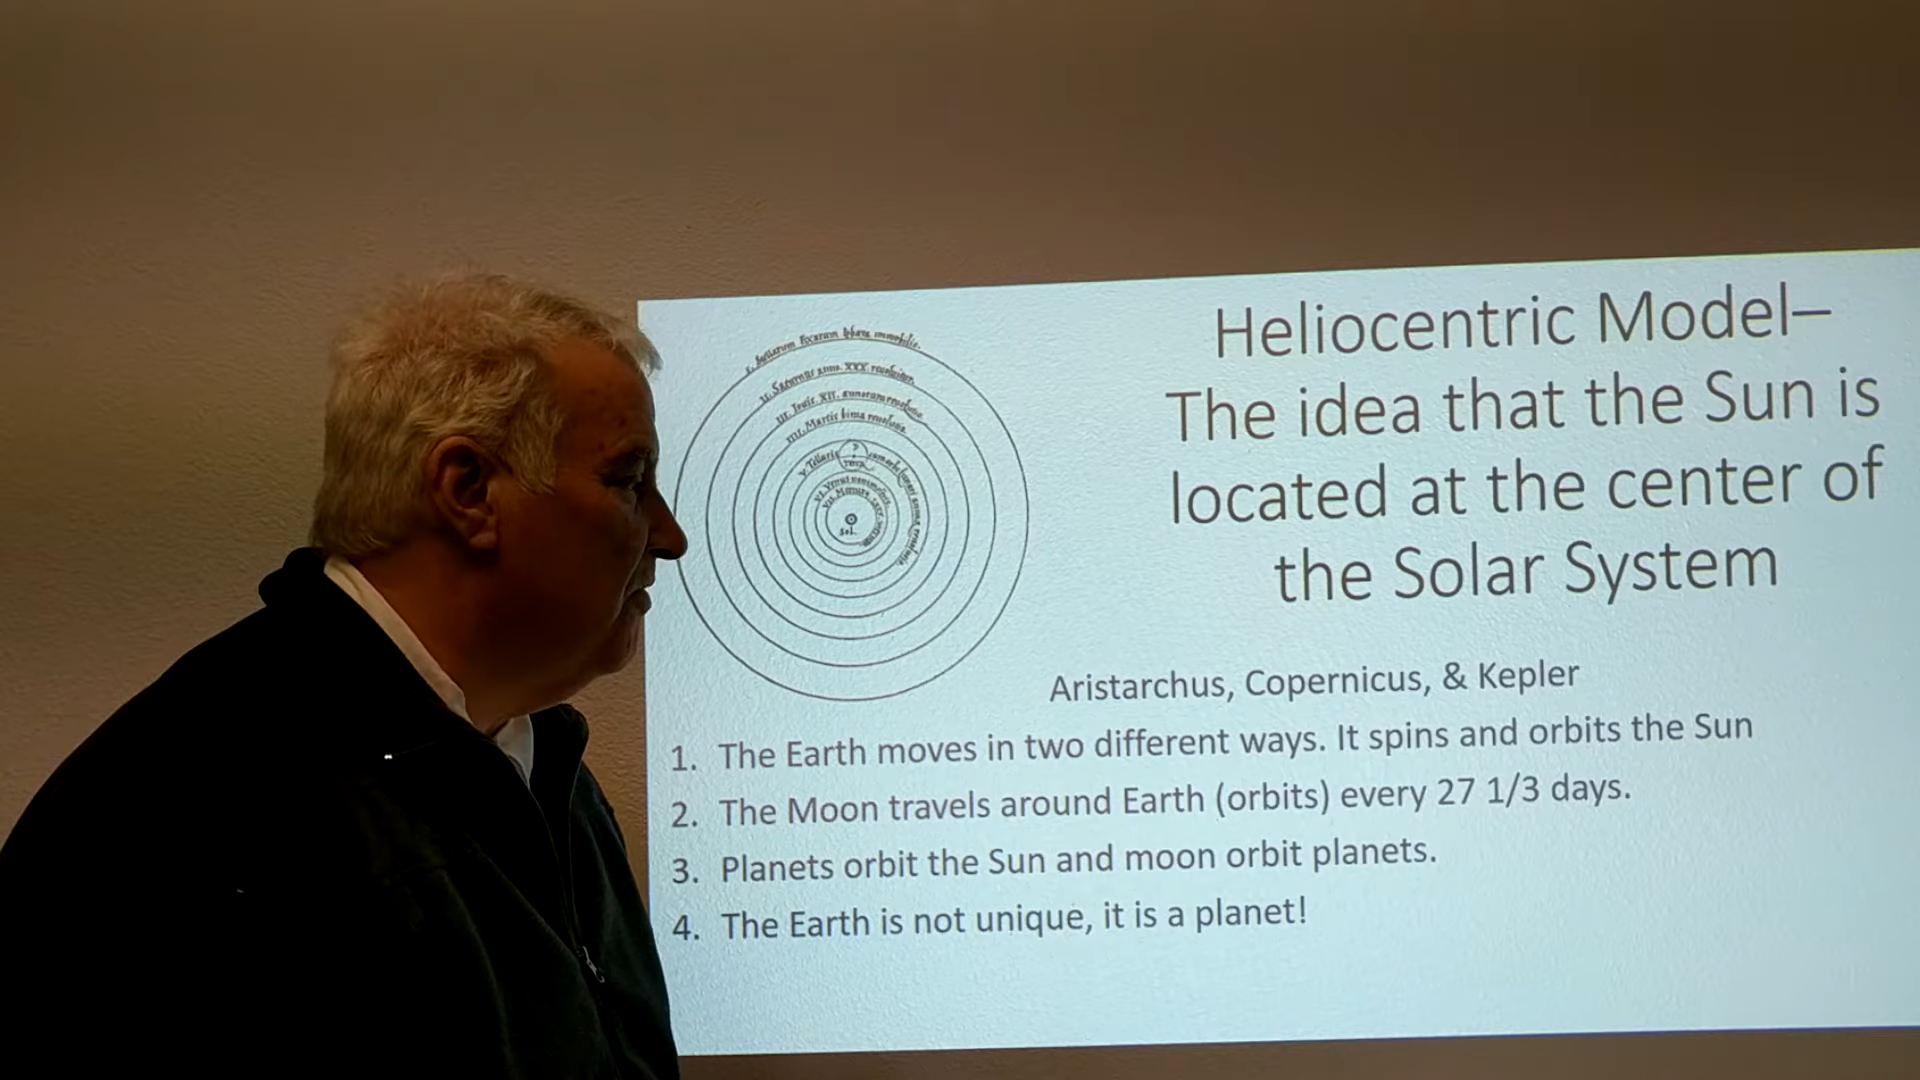 Heliocentric Model–
The idea that the Sun is
located at the center of
the Solar System
Aristarchus, Copernicus, & Kepler
1. The Earth moves in two different ways. It spins and orbits the Sun
2. The Moon travels around Earth (orbits) every 27 1/3 days.
3. Planets orbit the Sun and moon orbit planets.
4. The Earth is not unique, it is a planet!
Sol.